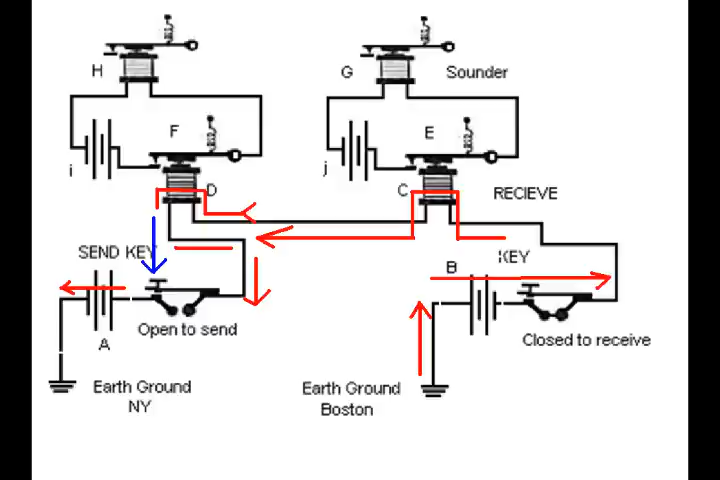 H
G
Sounder
F
E
i
j
D
C
RECIEVE
SEND KEY
KEY
B
A
Open to send
Closed to receive
Earth Ground
NY
Earth Ground
Boston